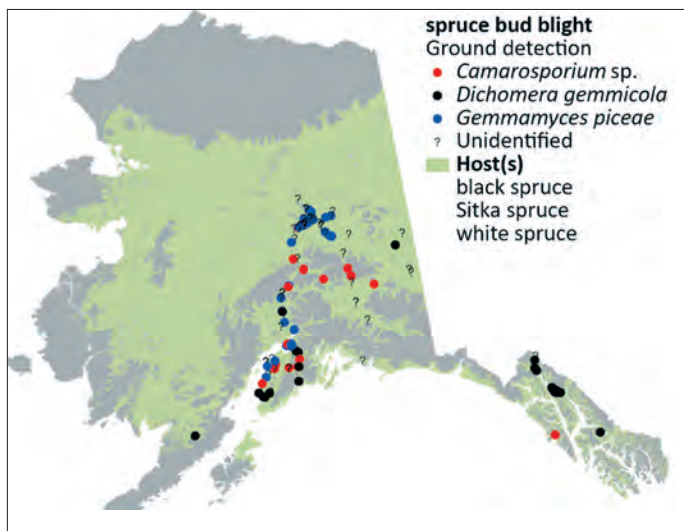 spruce bud blight
Ground detection
Camarosporium sp.
Dichomera gemmicola
Gemmamyces piceae
? Unidentified
Host(s)
black spruce
Sitka spruce
white spruce